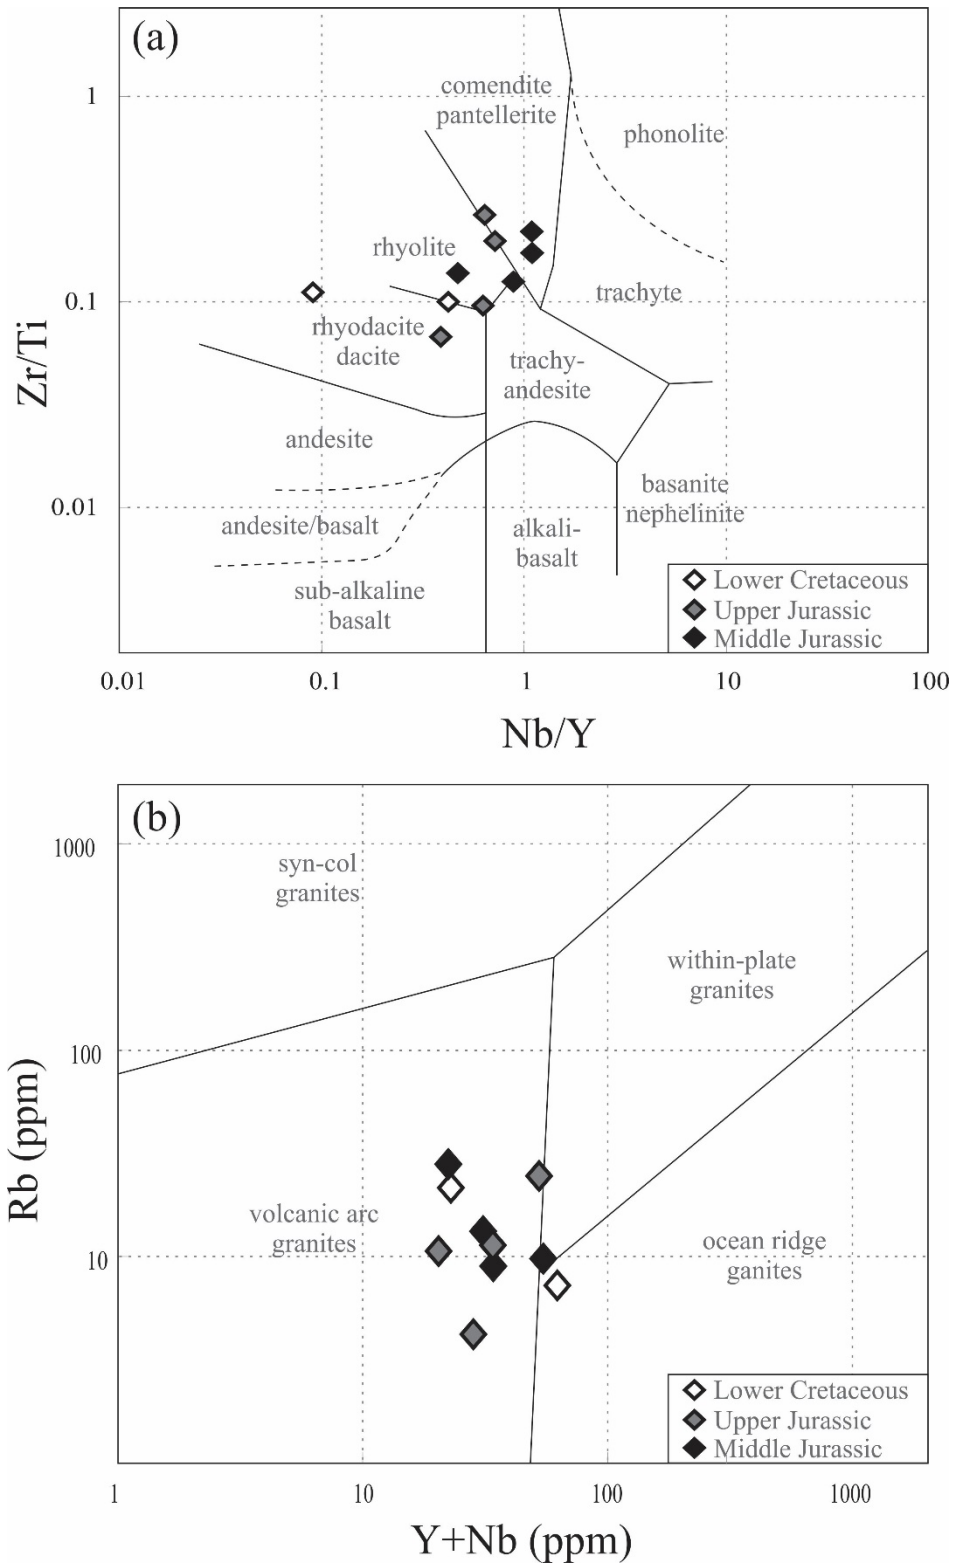 (a)
comendite
pantellerite
phonolite
1
rhyolite
trachyte
0.1
rhyodacite
dacite
trachy-
andesite
Zr/Ti
andesite
basanite
nephelinite
0.01
andesite/basalt
alkali-
basalt
sub-alkaline
basalt
Lower Cretaceous
Upper Jurassic
Middle Jurassic
0.01 0.1 1 10 100
Nb/Y
(b)
1000
syn-col
granites
within-plate
granites
100
Rb (ppm)
volcanic arc
granites
ocean ridge
ganites
10
Lower Cretaceous
Upper Jurassic
Middle Jurassic
1 10 100 1000
Y+Nb (ppm)